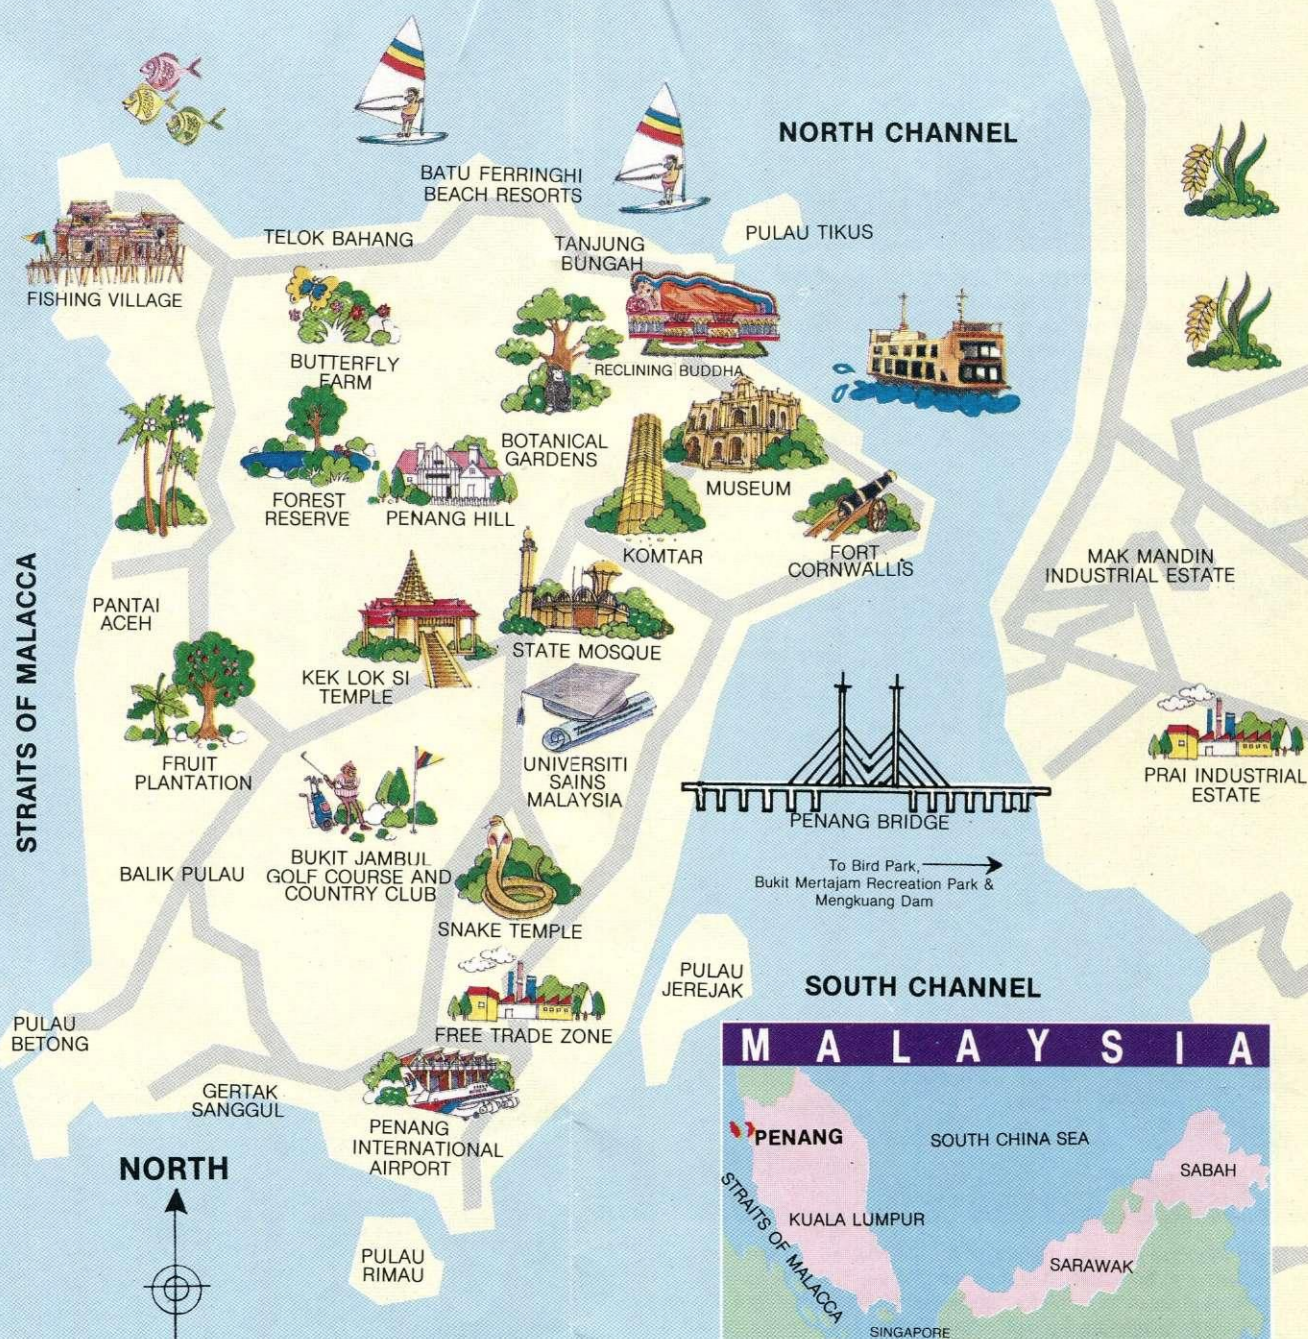 NORTH CHANNEL
BATU FERRINGHI
BEACH RESORTS
TELOK BAHANG
TANJUNG
BUNGAH
PULAU TIKUS
FISHING VILLAGE
BUTTERFLY
FARM
RECLINING BUDDHA
BOTANICAL
GARDENS
FOREST
RESERVE
PENANG HILL
MUSEUM
KOMTAR
FORT
CORNWALLIS
MAK MANDIN
INDUSTRIAL ESTATE
STRAITS OF MALACCA
PANTAI
ACEH
KEK LOK SI
TEMPLE
STATE MOSQUE
FRUIT
PLANTATION
UNIVERSITI
SAINS
MALAYSIA
PRAI INDUSTRIAL
ESTATE
PENANG BRIDGE
To Bird Park,
Bukit Mertajam Recreation Park &
Mengkuang Dam
BALIK PULAU
BUKIT JAMBUL
GOLF COURSE AND
COUNTRY CLUB
SNAKE TEMPLE
PULAU
JEREJAK
SOUTH CHANNEL
PULAU
BETONG
FREE TRADE ZONE
GERTAK
SANGGUL
PENANG
INTERNATIONAL
AIRPORT
NORTH
PULAU
RIMAU
MALAYSIA
PENANG
SOUTH CHINA SEA
SABAH
STRAITS OF MALACCA
KUALA LUMPUR
SARAWAK
SINGAPORE